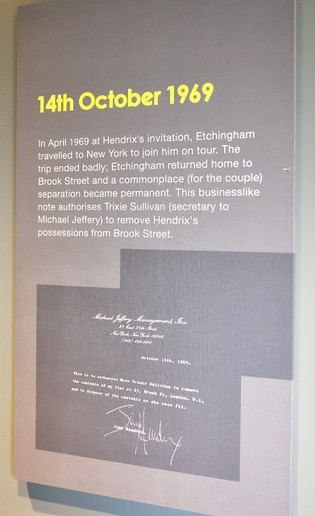 14th October 1969
In April 1969 at Hendrix's invitation, Etchingham
travelled to New York to join him on tour. The
trip ended badly; Etchingham returned home to
Brook Street and a commonplace (for the couple)
separation became permanent. This businesslike
note authorises Trixie Sullivan (secretary to
Michael Jeffery) to remove Hendrix's
possessions from Brook Street.
Michael Jeffery Management, Inc.
New York, New York
October 14th, 1969.
This is to authorise Miss Trixie Sullivan to remove
the contents of my flat at 23, Brook St, London. W.1,
and to dispose of the contents as she sees fit.
Jimi Hendrix